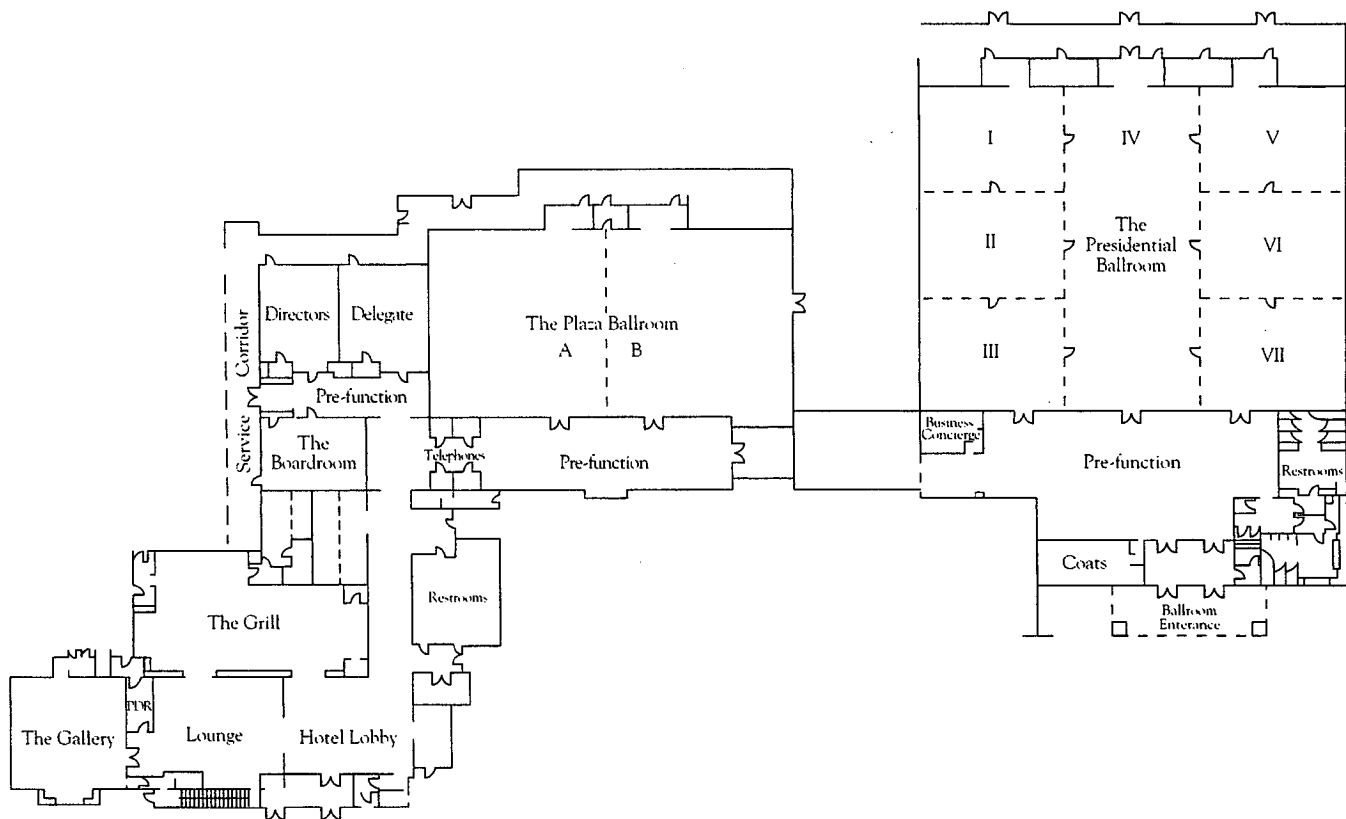 I
IV
V
II
The
Presidential
Ballroom
VI
III
VII
Directors
Delegate
The Plaza Ballroom
A
B
Corridor
Service
Pre-function
The
Boardroom
Telephones
Pre-function
Business
Concierge
Pre-function
Restrooms
Coats
Ballroom
Enterance
Restrooms
The Grill
PDR
The Gallery
Lounge
Hotel Lobby